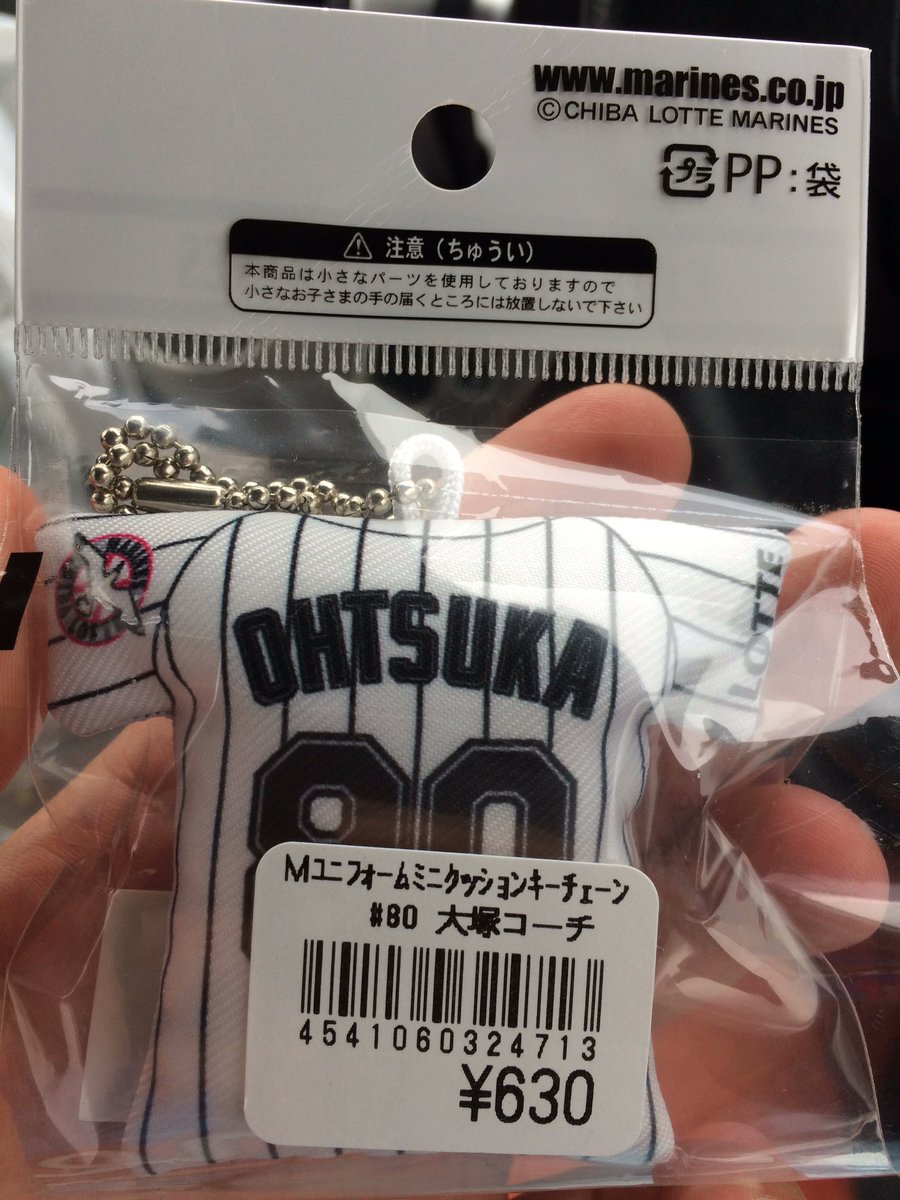 www.marines.co.jp
©CHIBA LOTTE MARINES
プラ PP:袋
⚠ 注意(ちゅうい)
本商品は小さなパーツを使用しておりますので
小さなお子さまの手の届くところには放置しないで下さい
LOTTE
OHTSUKA
80
Mユニフォームミニクッションキーチェーン
#80 大塚コーチ
4541060324713
¥630